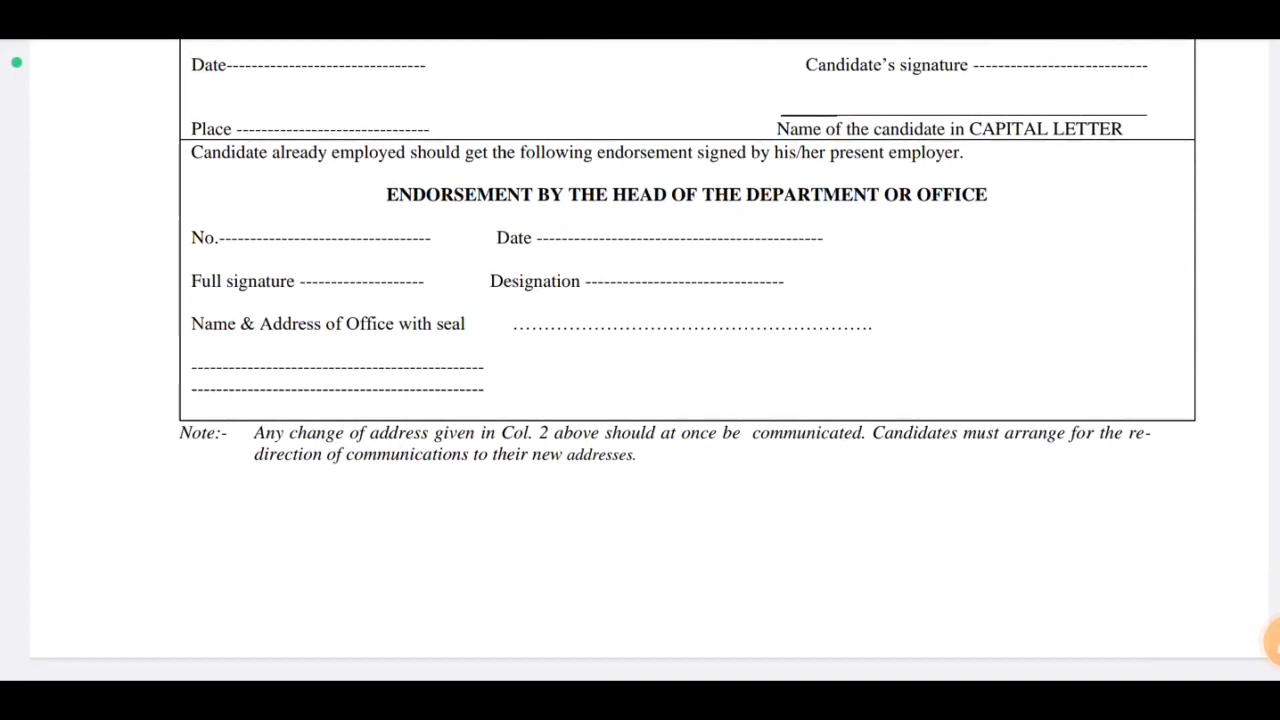 Date-------------------------------- Candidate's signature ----------------------------
Place ------------------------------- Name of the candidate in CAPITAL LETTER
Candidate already employed should get the following endorsement signed by his/her present employer.
ENDORSEMENT BY THE HEAD OF THE DEPARTMENT OR OFFICE
No.---------------------------------- Date ----------------------------------------------
Full signature -------------------- Designation --------------------------------
Name & Address of Office with seal ………………………………………………….
-----------------------------------------------
-----------------------------------------------
Note:- Any change of address given in Col. 2 above should at once be communicated. Candidates must arrange for the re-
direction of communications to their new addresses.